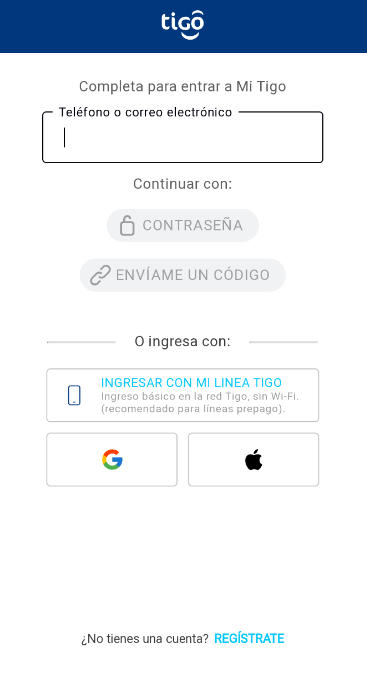 tigo
Completa para entrar a Mi Tigo
Teléfono o correo electrónico
Continuar con:
CONTRASEÑA
ENVÍAME UN CÓDIGO
O ingresa con:
INGRESAR CON MI LINEA TIGO
Ingreso básico en la red Tigo, sin Wi-Fi.
(recomendado para líneas prepago).
¿No tienes una cuenta? REGÍSTRATE